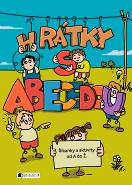 HRÁTKY
S
ABECEDOU
Říkanky a aktivity
od A do Ž